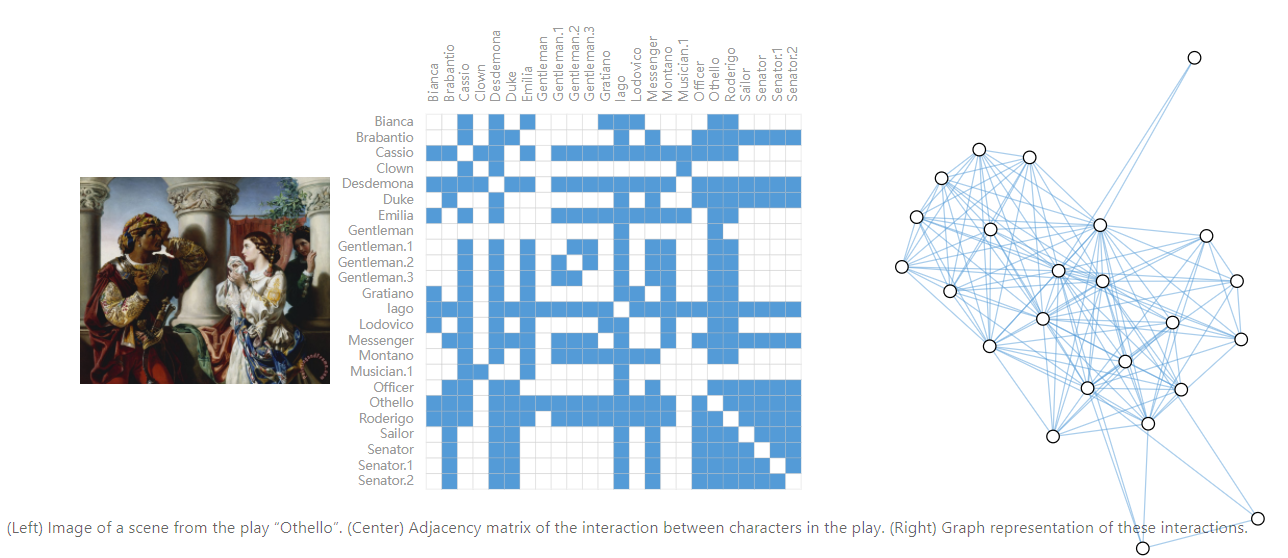 Bianca
Brabantio
Cassio
Clown
Desdemona
Duke
Emilia
Gentleman
Gentleman.1
Gentleman.2
Gentleman.3
Gratiano
Iago
Lodovico
Messenger
Montano
Musician.1
Officer
Othello
Roderigo
Sailor
Senator
Senator.1
Senator.2
Bianca
Brabantio
Cassio
Clown
Desdemona
Duke
Emilia
Gentleman
Gentleman.1
Gentleman.2
Gentleman.3
Gratiano
Iago
Lodovico
Messenger
Montano
Musician.1
Officer
Othello
Roderigo
Sailor
Senator
Senator.1
Senator.2
(Left) Image of a scene from the play “Othello”. (Center) Adjacency matrix of the interaction between characters in the play. (Right) Graph representation of these interactions.